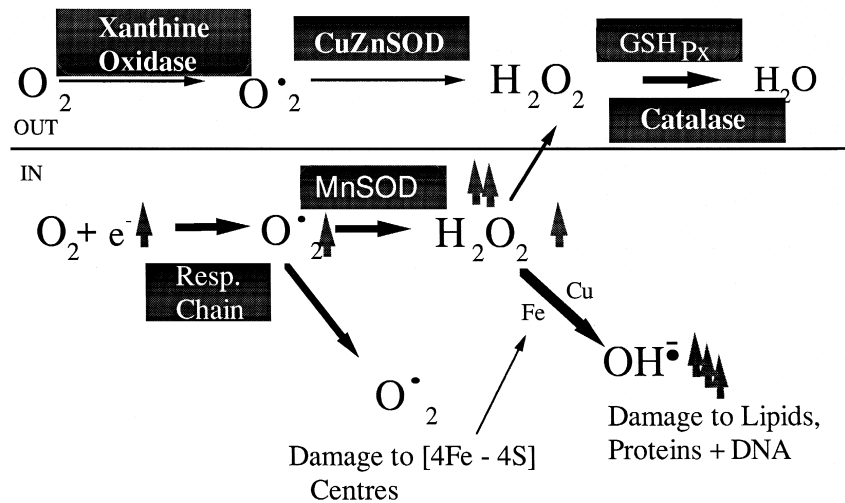 Xanthine
Oxidase
CuZnSOD
GSH Px
O2
O•2
H2O2
H2O
Catalase
OUT
IN
MnSOD
O2+ e-
O•2
H2O2
Resp.
Chain
Cu
Fe
OH-•
O•2
Damage to Lipids,
Proteins + DNA
Damage to [4Fe - 4S]
Centres